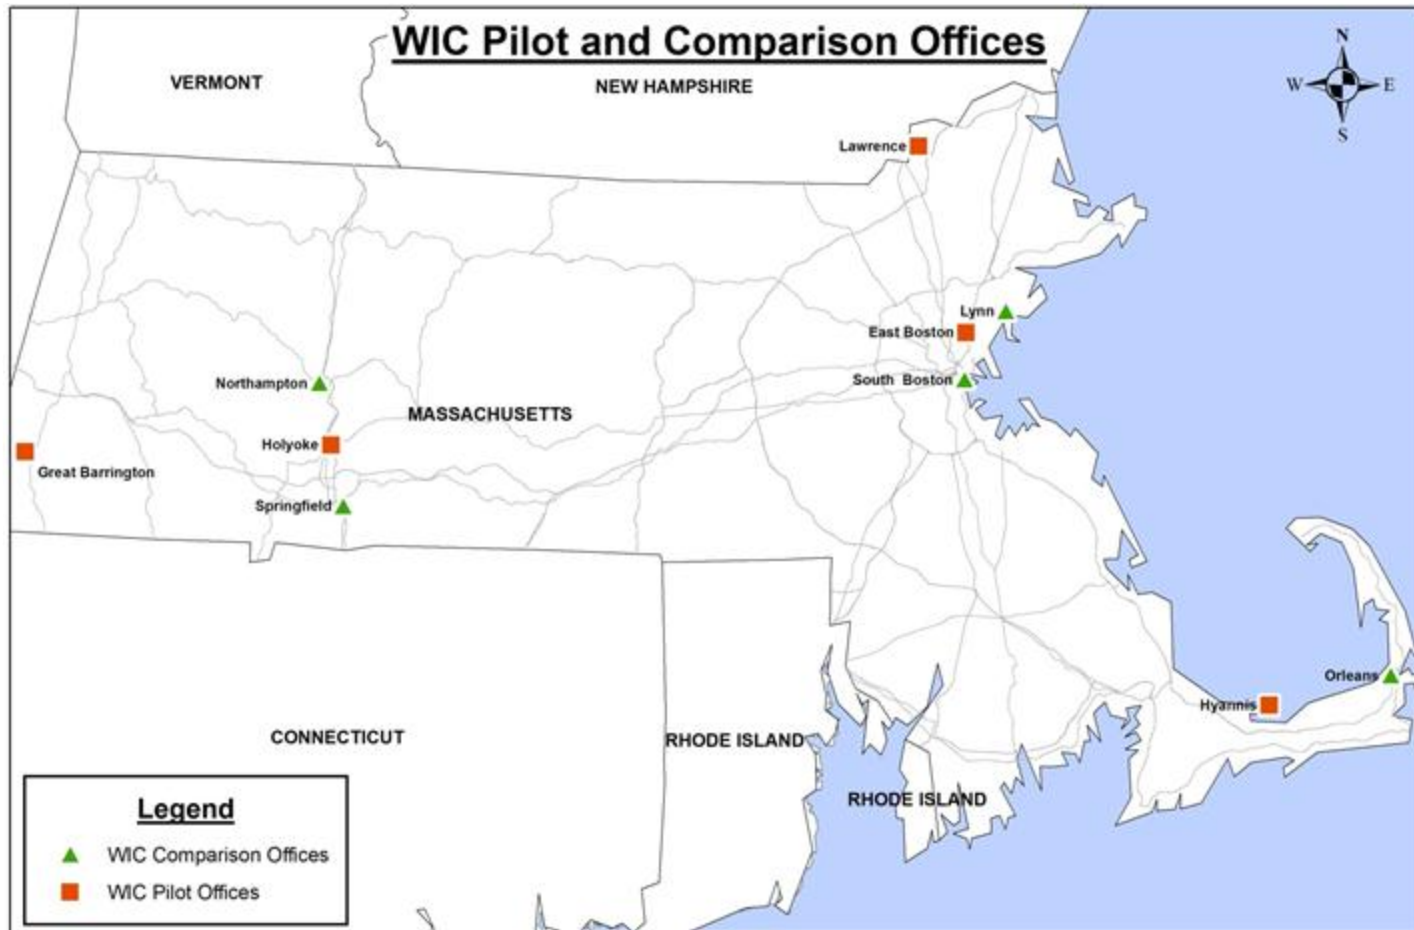 WIC Pilot and Comparison Offices
N
W E
S
VERMONT
NEW HAMPSHIRE
Lawrence
Lynn
East Boston
South Boston
Northampton
MASSACHUSETTS
Holyoke
Great Barrington
Springfield
Orleans
Hyannis
CONNECTICUT
RHODE ISLAND
RHODE ISLAND
Legend
WIC Comparison Offices
WIC Pilot Offices